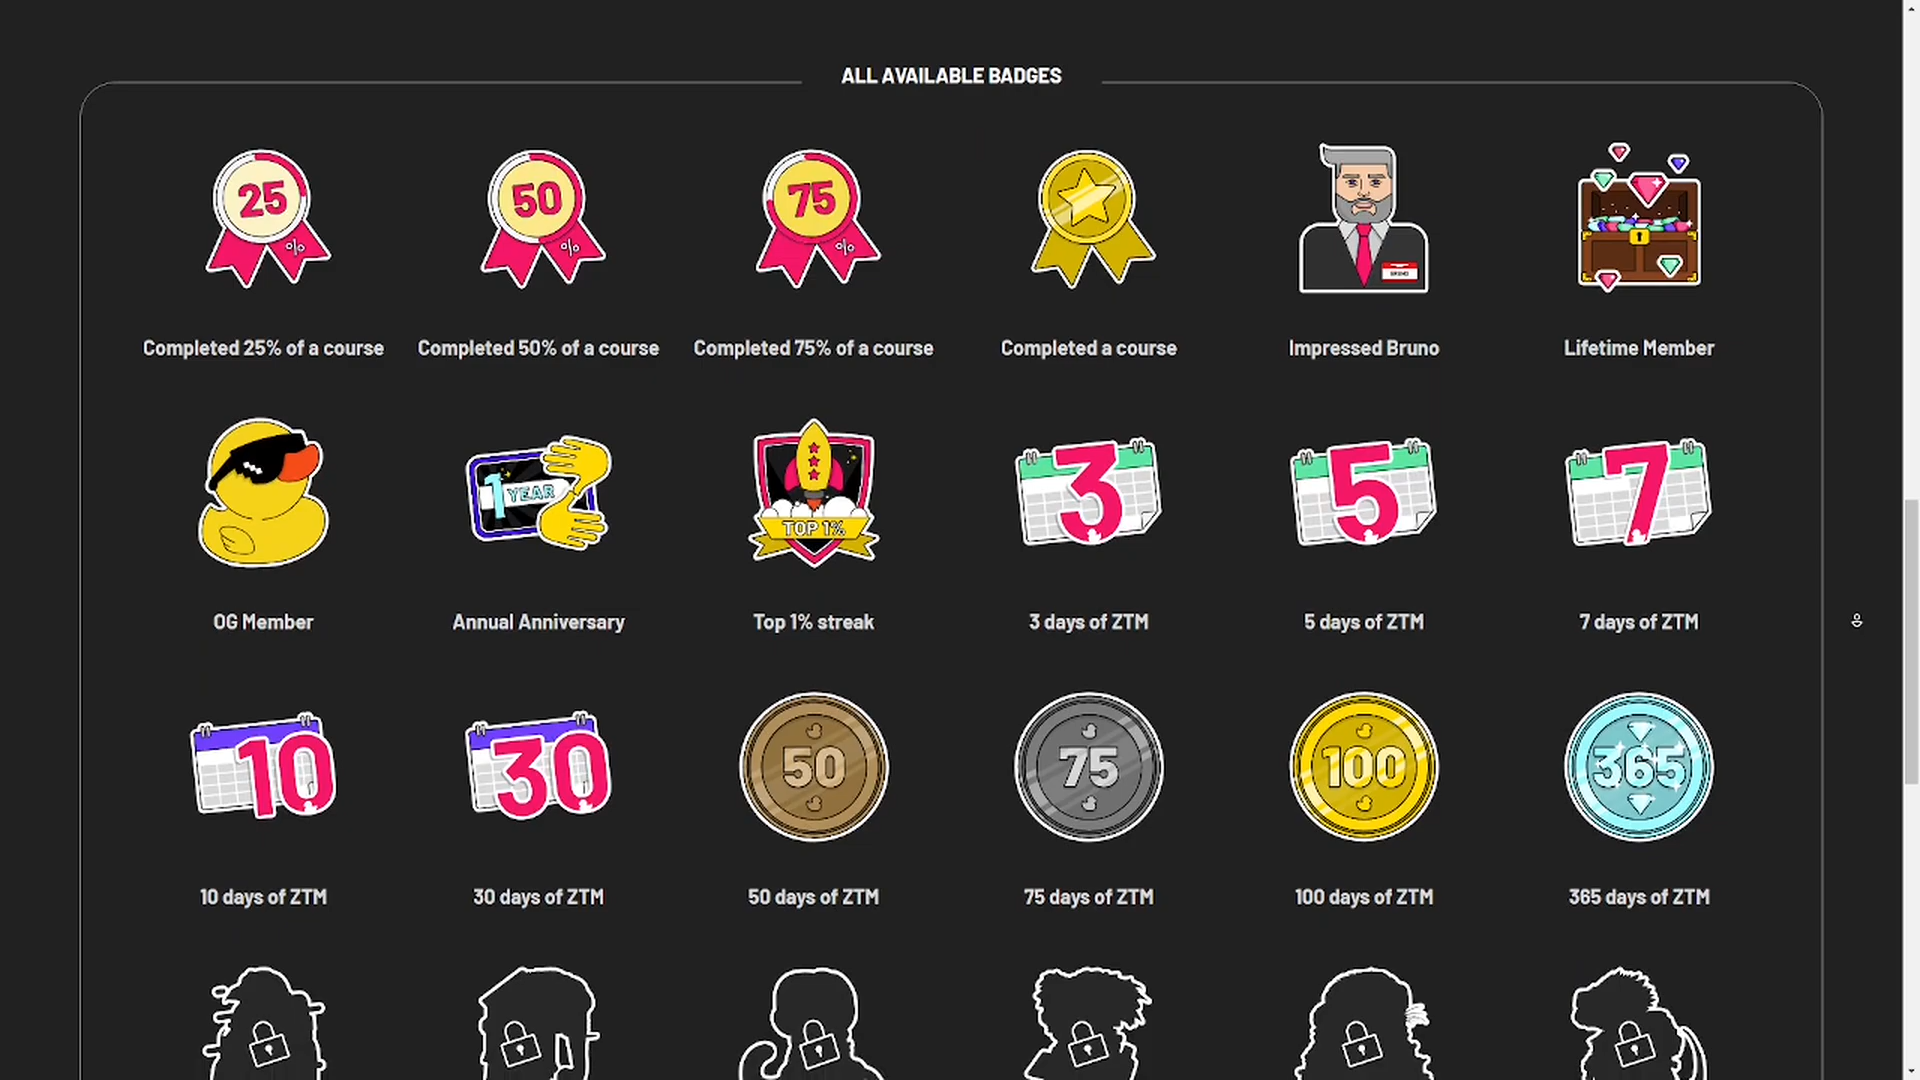 ALL AVAILABLE BADGES
25
%
50
%
75
%
BRUNO
Completed 25% of a course
Completed 50% of a course
Completed 75% of a course
Completed a course
Impressed Bruno
Lifetime Member
1 YEAR
TOP 1%
3
5
7
OG Member
Annual Anniversary
Top 1% streak
3 days of ZTM
5 days of ZTM
7 days of ZTM
10
30
50
75
100
365
10 days of ZTM
30 days of ZTM
50 days of ZTM
75 days of ZTM
100 days of ZTM
365 days of ZTM